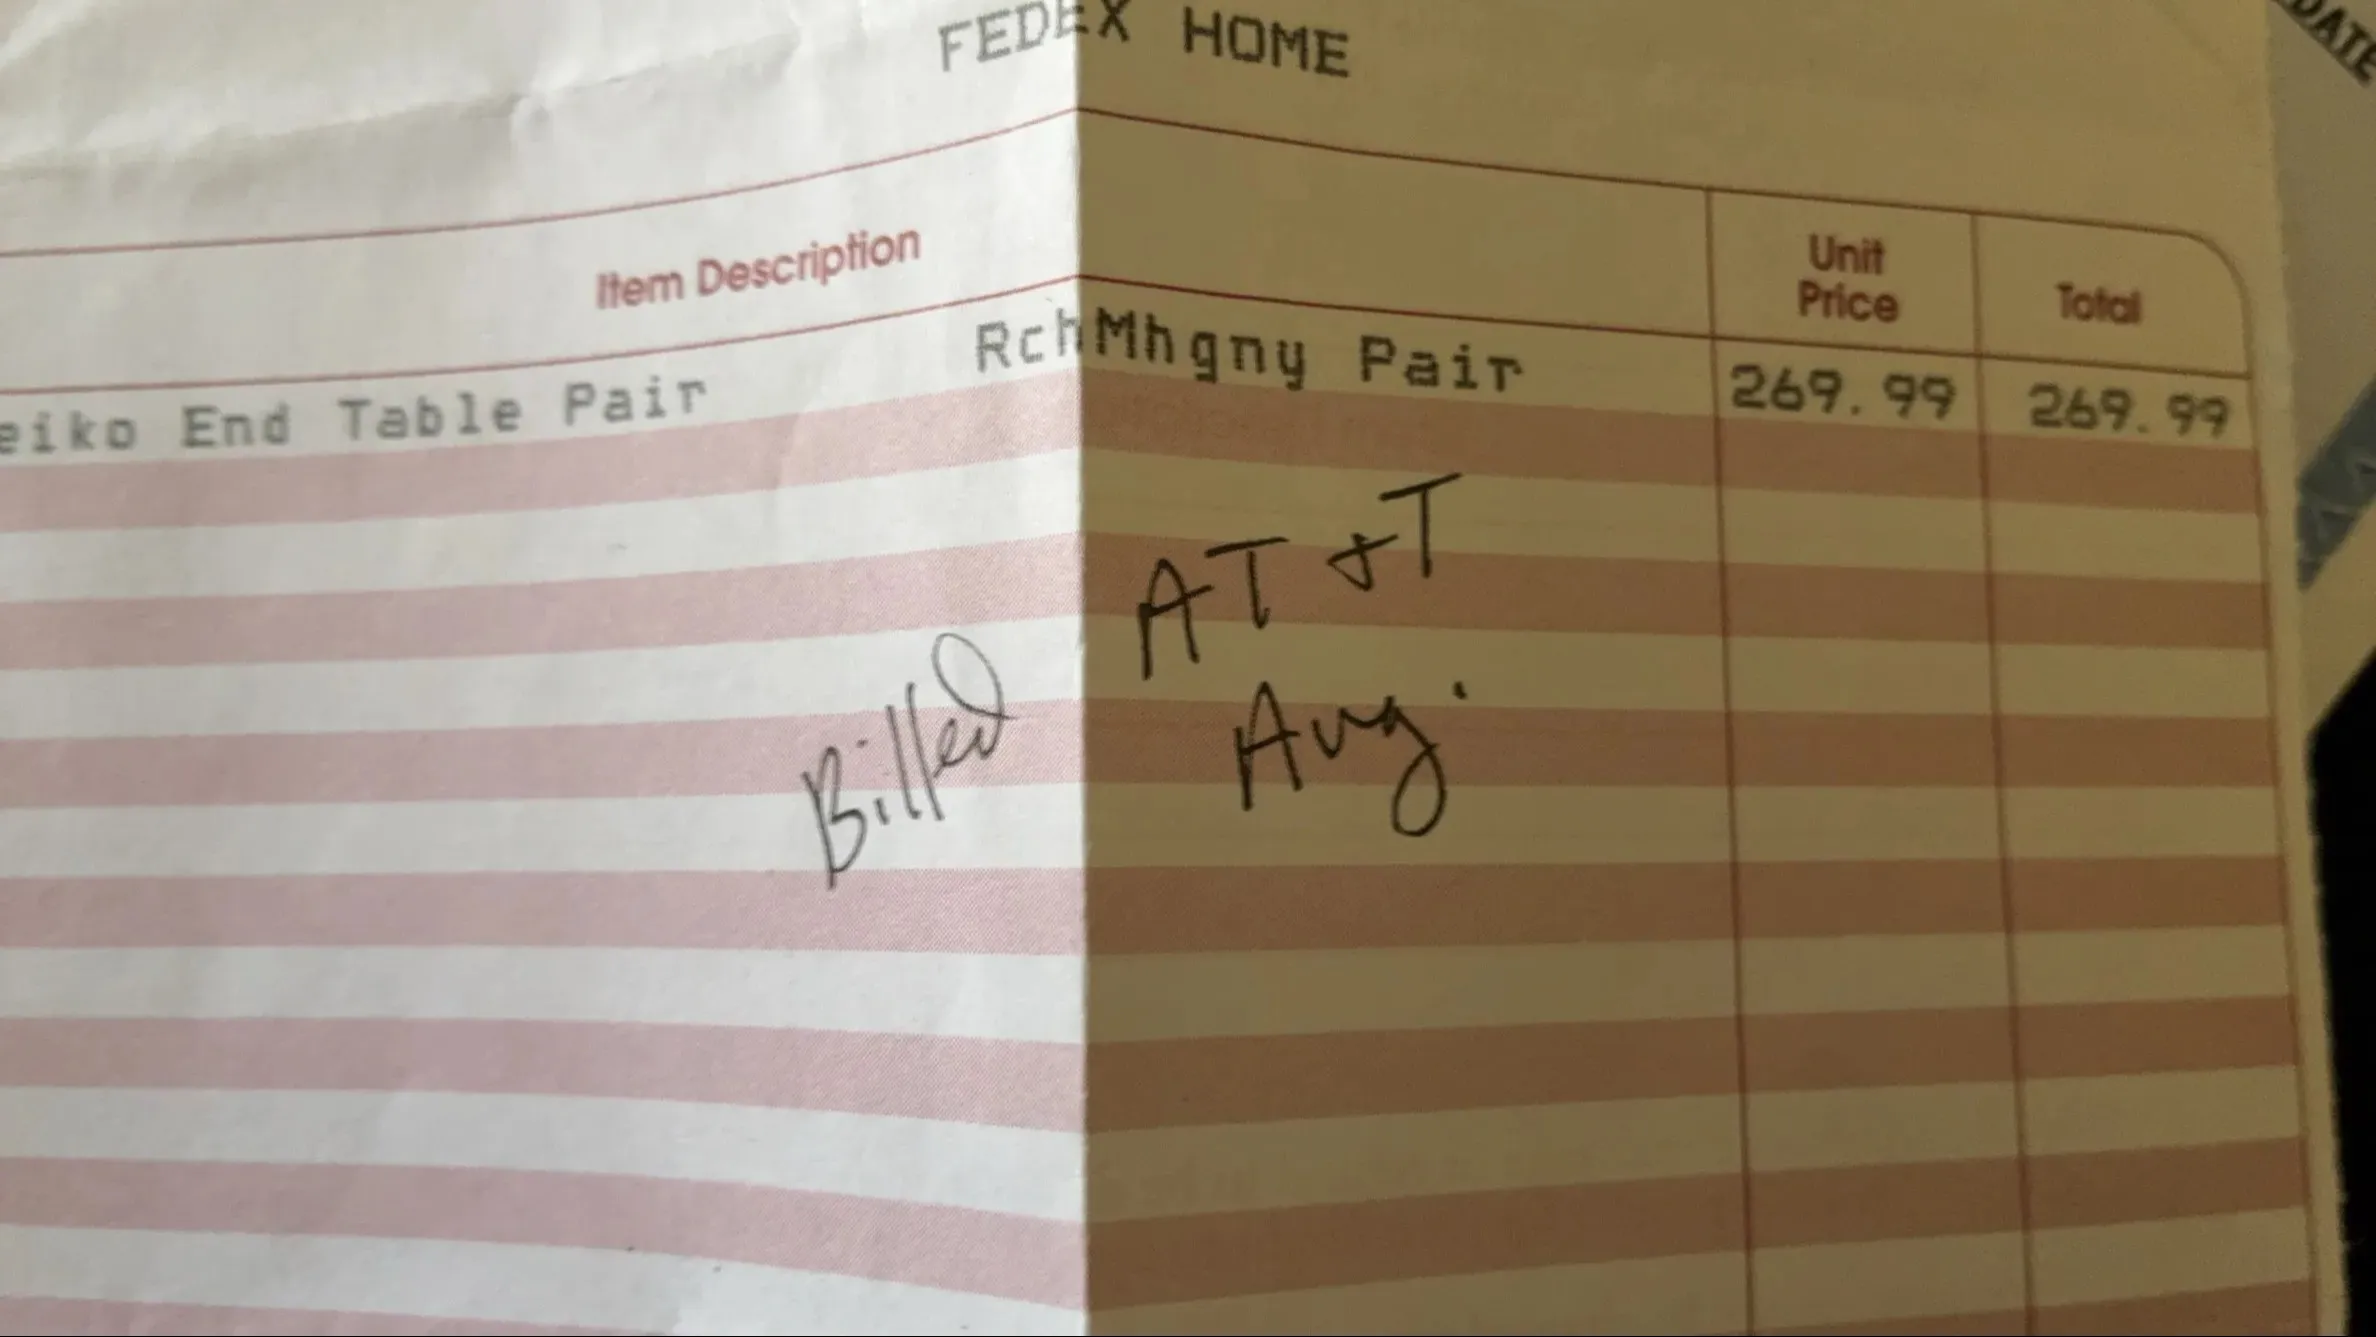 FEDEX HOME
DATE
Item Description
Unit
Price
Total
eiko End Table Pair RchMhgny Pair 269.99 269.99
AT&T
Billed Aug.